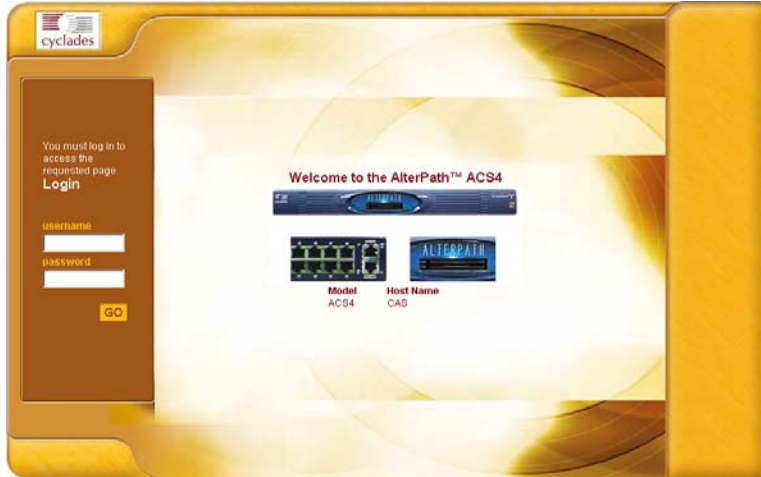 cyclades
You must log in to
access the
requested page.
Login
username
password
GO
Welcome to the AlterPath™ ACS4
ALTERPATH
ALTERPATH
Model
Host Name
ACS4
CAS